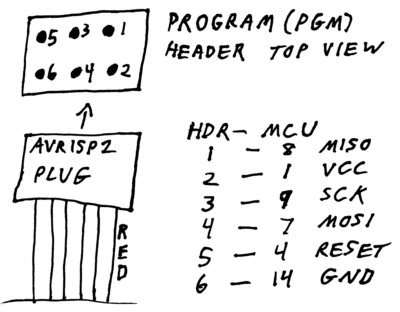 PROGRAM (PGM)
HEADER TOP VIEW
5 3 1
6 4 2
AVRISP2
PLUG
RED
HDR - MCU
1 - 8 MISO
2 - 1 VCC
3 - 9 SCK
4 - 7 MOSI
5 - 4 RESET
6 - 14 GND